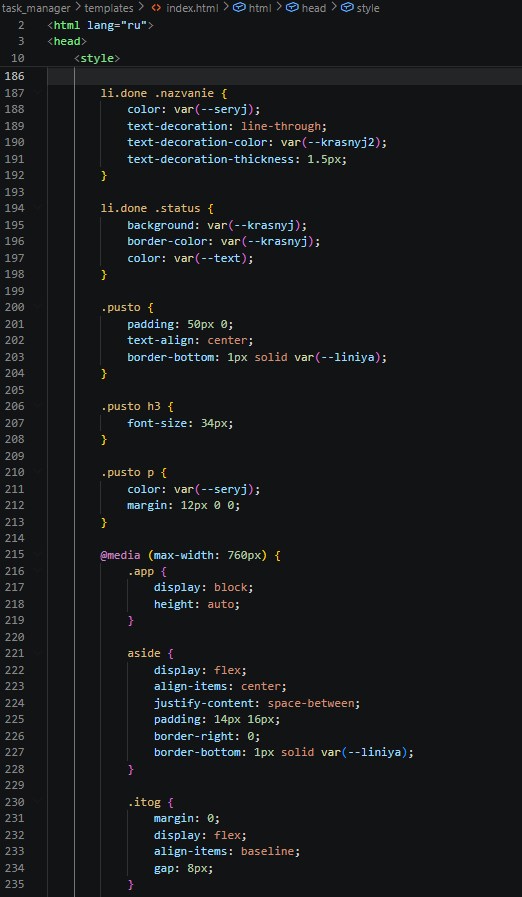 task_manager > templates > index.html > html > head > style
2 <html lang="ru">
3 <head>
10 <style>
186
187 li.done .nazvanie {
188 color: var(--seryj);
189 text-decoration: line-through;
190 text-decoration-color: var(--krasnyj2);
191 text-decoration-thickness: 1.5px;
192 }
193
194 li.done .status {
195 background: var(--krasnyj);
196 border-color: var(--krasnyj);
197 color: var(--text);
198 }
199
200 .pusto {
201 padding: 50px 0;
202 text-align: center;
203 border-bottom: 1px solid var(--liniya);
204 }
205
206 .pusto h3 {
207 font-size: 34px;
208 }
209
210 .pusto p {
211 color: var(--seryj);
212 margin: 12px 0 0;
213 }
214
215 @media (max-width: 760px) {
216 .app {
217 display: block;
218 height: auto;
219 }
220
221 aside {
222 display: flex;
223 align-items: center;
224 justify-content: space-between;
225 padding: 14px 16px;
226 border-right: 0;
227 border-bottom: 1px solid var(--liniya);
228 }
229
230 .itog {
231 margin: 0;
232 display: flex;
233 align-items: baseline;
234 gap: 8px;
235 }